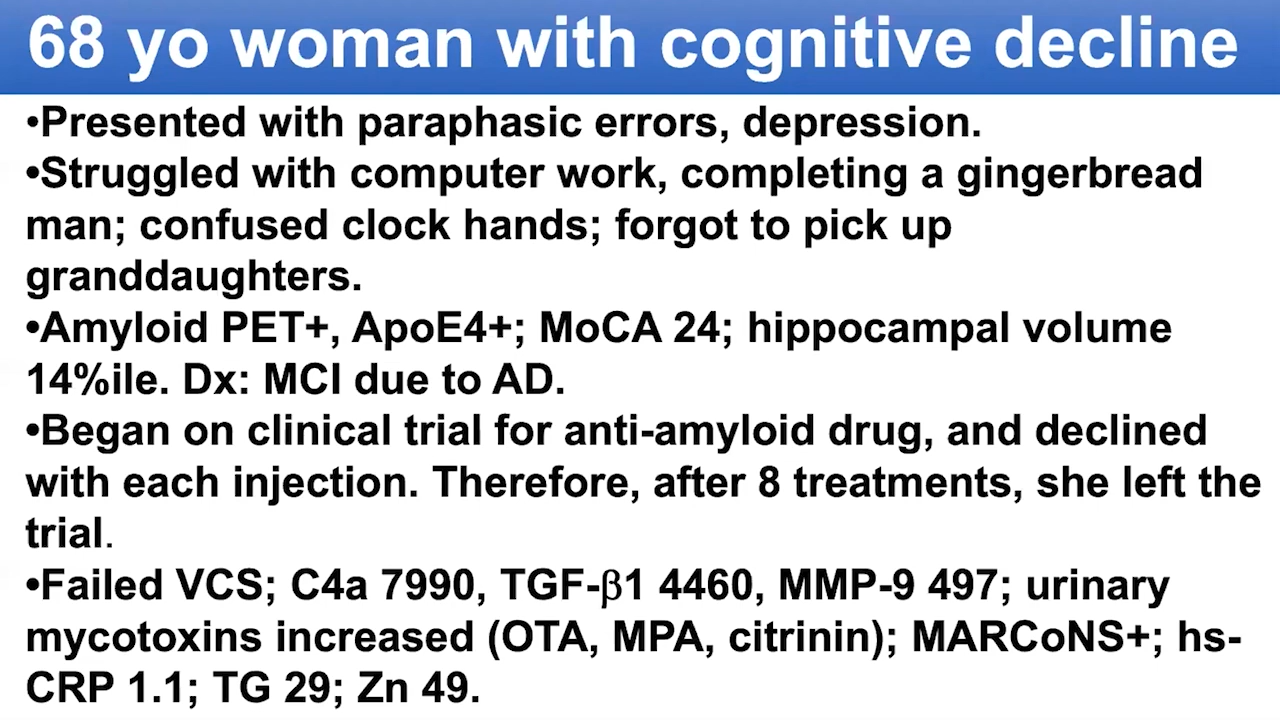 68 yo woman with cognitive decline
•Presented with paraphasic errors, depression.
•Struggled with computer work, completing a gingerbread
man; confused clock hands; forgot to pick up
granddaughters.
•Amyloid PET+, ApoE4+; MoCA 24; hippocampal volume
14%ile. Dx: MCI due to AD.
•Began on clinical trial for anti-amyloid drug, and declined
with each injection. Therefore, after 8 treatments, she left the
trial.
•Failed VCS; C4a 7990, TGF-β1 4460, MMP-9 497; urinary
mycotoxins increased (OTA, MPA, citrinin); MARCoNS+; hs-
CRP 1.1; TG 29; Zn 49.